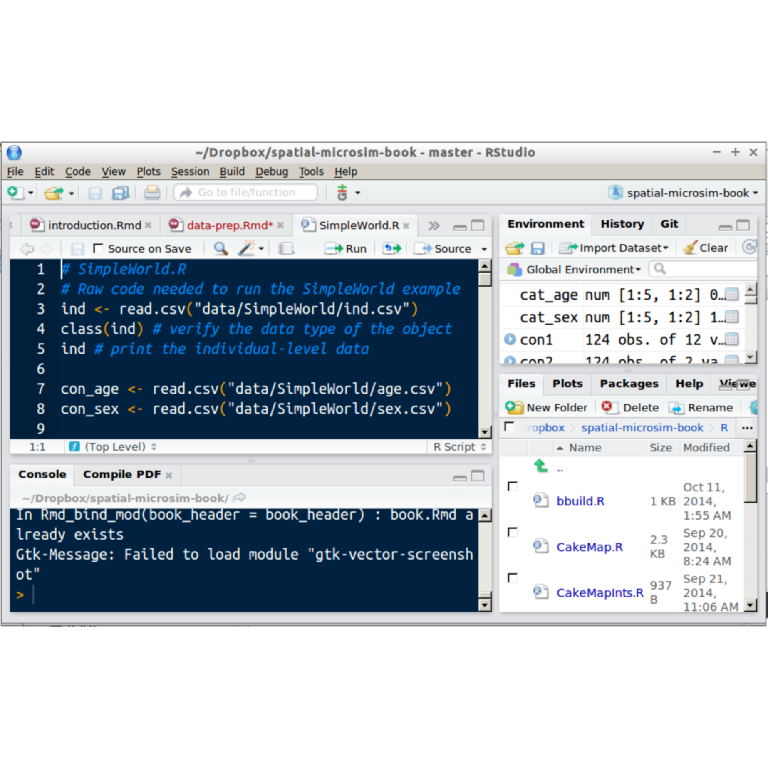 ~/Dropbox/spatial-microsim-book - master - RStudio
File Edit Code View Plots Session Build Debug Tools Help
Go to file/function
spatial-microsim-book
introduction.Rmd
data-prep.Rmd*
SimpleWorld.R
Source on Save
Run
Source
1 # SimpleWorld.R
2 # Raw code needed to run the SimpleWorld example
3 ind <- read.csv("data/SimpleWorld/ind.csv")
4 class(ind) # verify the data type of the object
5 ind # print the individual-level data
6
7 con_age <- read.csv("data/SimpleWorld/age.csv")
8 con_sex <- read.csv("data/SimpleWorld/sex.csv")
9
1:1 (Top Level) R Script
Console Compile PDF
~/Dropbox/spatial-microsim-book/
In Rmd_bind_mod(book_header = book_header) : book.Rmd a
lready exists
Gtk-Message: Failed to load module "gtk-vector-screensh
ot"
>
Environment History Git
Import Dataset Clear
Global Environment
cat_age num [1:5, 1:2] 0…
cat_sex num [1:5, 1:2] 1…
con1 124 obs. of 12 v…
con2 124 obs. of 2 va…
Files Plots Packages Help Viewe
New Folder Delete Rename
ropbox spatial-microsim-book R ...
Name Size Modified
..
bbuild.R 1 KB Oct 11,
2014,
1:55 AM
CakeMap.R 2.3
KB Sep 20,
2014,
8:24 AM
CakeMapInts.R 937
B Sep 21,
2014,
11:06 AM